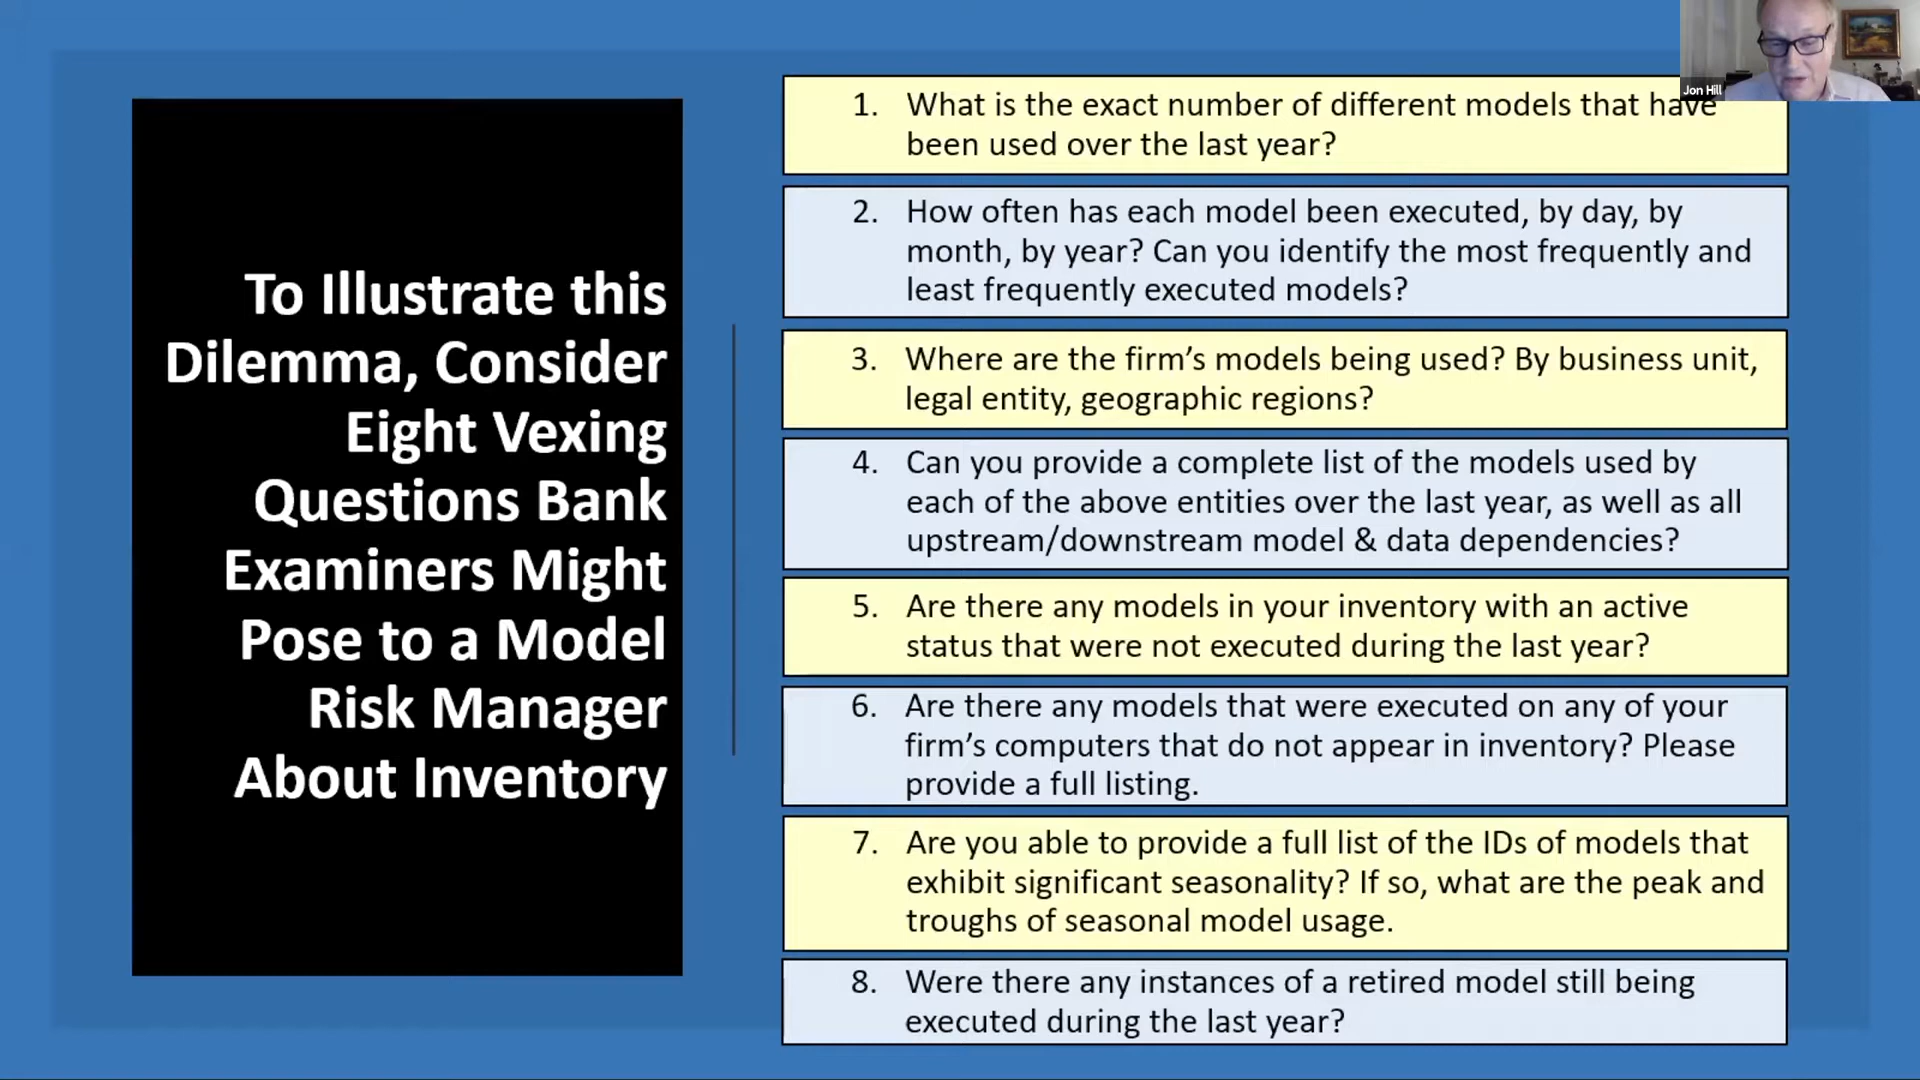 Jon Hill
To Illustrate this
Dilemma, Consider
Eight Vexing
Questions Bank
Examiners Might
Pose to a Model
Risk Manager
About Inventory
1. What is the exact number of different models that have
been used over the last year?
2. How often has each model been executed, by day, by
month, by year? Can you identify the most frequently and
least frequently executed models?
3. Where are the firm’s models being used? By business unit,
legal entity, geographic regions?
4. Can you provide a complete list of the models used by
each of the above entities over the last year, as well as all
upstream/downstream model & data dependencies?
5. Are there any models in your inventory with an active
status that were not executed during the last year?
6. Are there any models that were executed on any of your
firm’s computers that do not appear in inventory? Please
provide a full listing.
7. Are you able to provide a full list of the IDs of models that
exhibit significant seasonality? If so, what are the peak and
troughs of seasonal model usage.
8. Were there any instances of a retired model still being
executed during the last year?